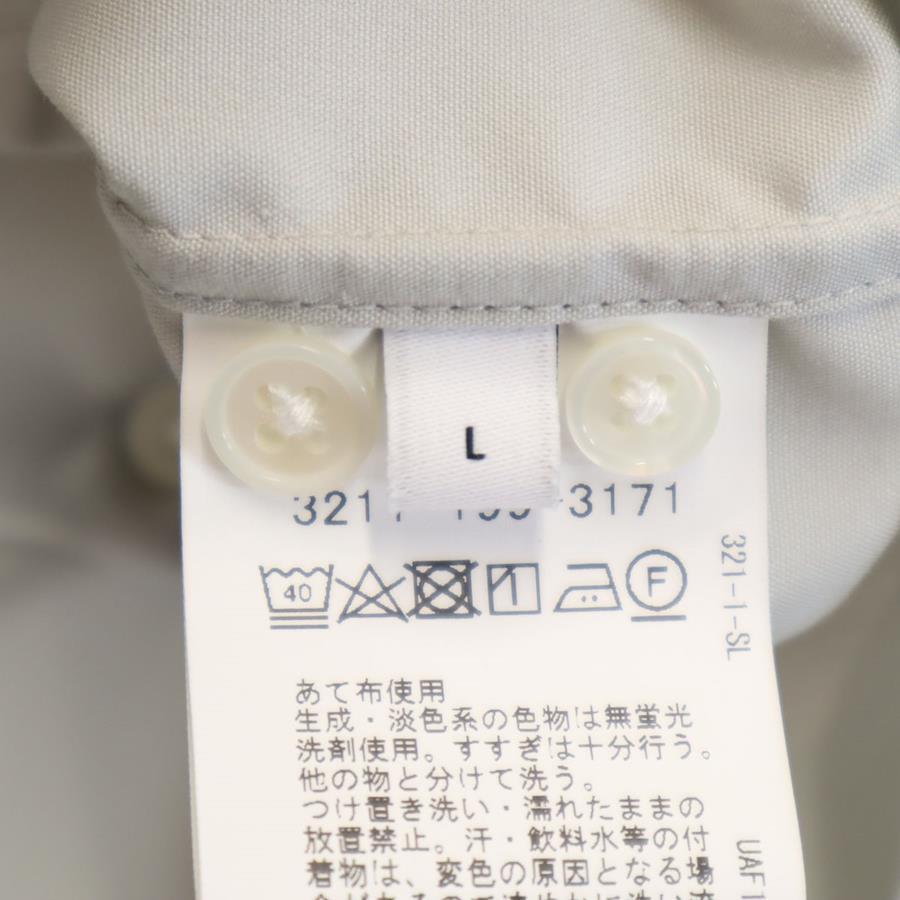 L
3211 -3171
40
F
321-1-SL
あて布使用
生成・淡色系の色物は無蛍光
洗剤使用。すすぎは十分行う。
他の物と分けて洗う。
つけ置き洗い・濡れたままの
放置禁止。汗・飲料水等の付
着物は、変色の原因となる場
UAF1